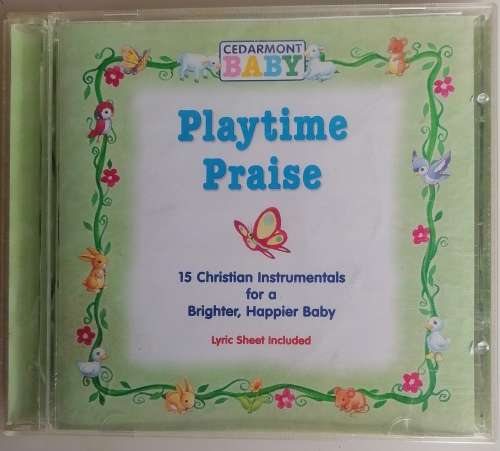 CEDARMONT
BABY
Playtime
Praise
15 Christian Instrumentals
for a
Brighter, Happier Baby
Lyric Sheet Included